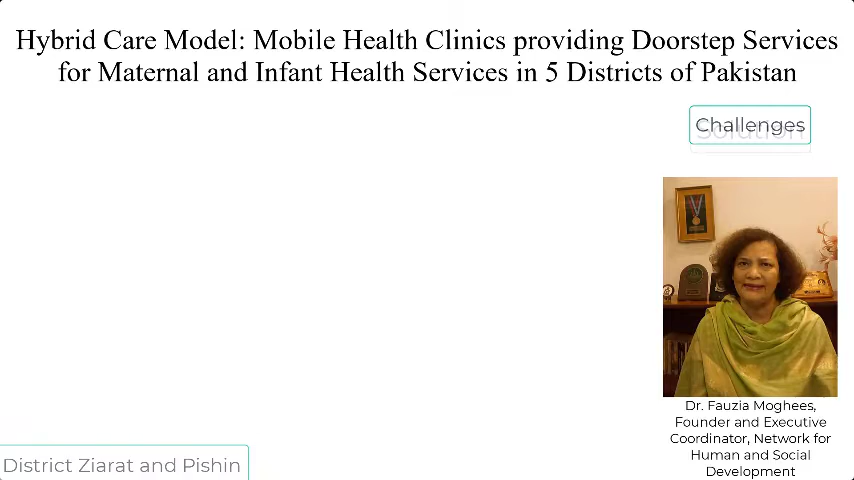 Hybrid Care Model: Mobile Health Clinics providing Doorstep Services
for Maternal and Infant Health Services in 5 Districts of Pakistan
Challenges
Solution
Dr. Fauzia Moghees,
Founder and Executive
Coordinator, Network for
Human and Social
Development
District Ziarat and Pishin